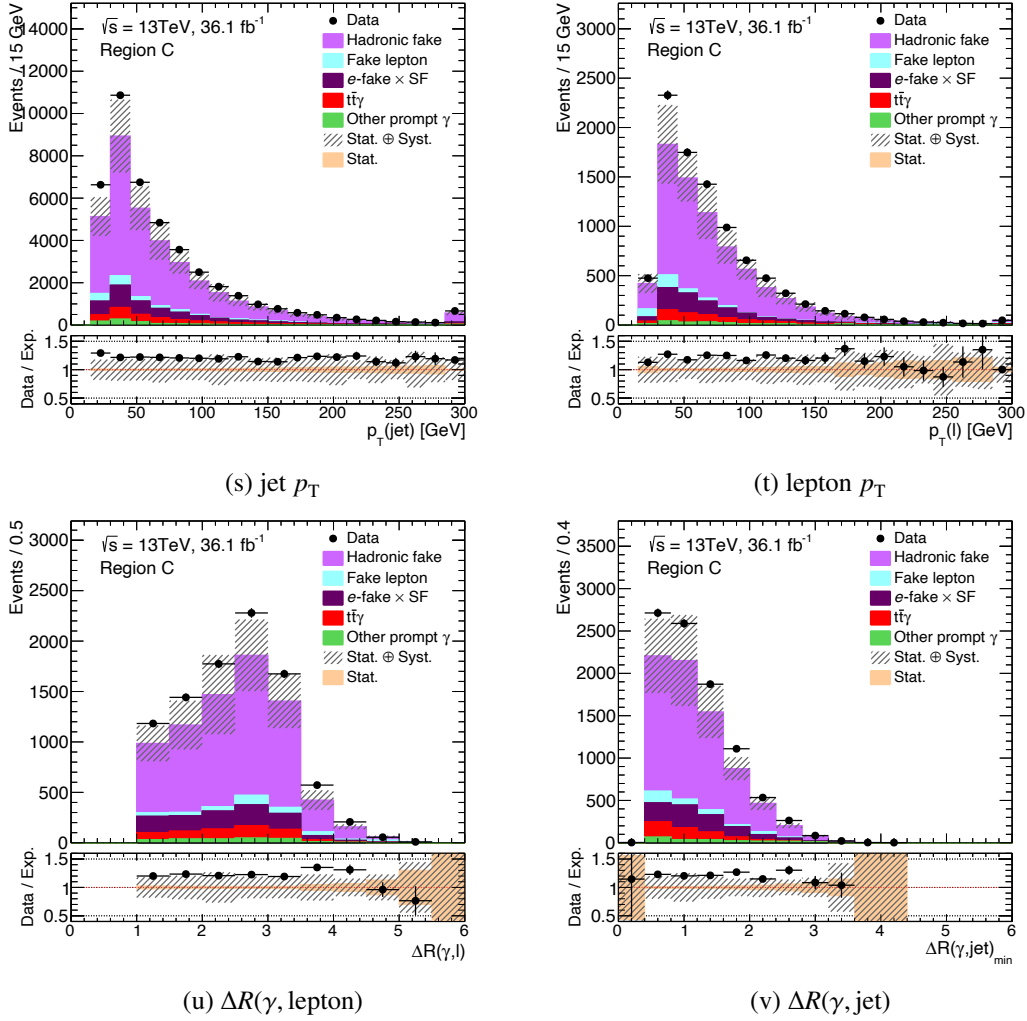 √s = 13TeV, 36.1 fb⁻¹
Region C
Data
Hadronic fake
Fake lepton
e-fake × SF
tt̄γ
Other prompt γ
Stat. ⊕ Syst.
Stat.
Events / 15 GeV
14000
12000
10000
8000
6000
4000
2000
0
Data / Exp.
1.5
1
0.5
0 50 100 150 200 250 300
p_T(jet) [GeV]
(s) jet p_T
√s = 13TeV, 36.1 fb⁻¹
Region C
Data
Hadronic fake
Fake lepton
e-fake × SF
tt̄γ
Other prompt γ
Stat. ⊕ Syst.
Stat.
Events / 15 GeV
3000
2500
2000
1500
1000
500
0
Data / Exp.
1.5
1
0.5
0 50 100 150 200 250 300
p_T(l) [GeV]
(t) lepton p_T
√s = 13TeV, 36.1 fb⁻¹
Region C
Data
Hadronic fake
Fake lepton
e-fake × SF
tt̄γ
Other prompt γ
Stat. ⊕ Syst.
Stat.
Events / 0.5
3000
2500
2000
1500
1000
500
0
Data / Exp.
1.5
1
0.5
0 1 2 3 4 5 6
ΔR(γ,l)
(u) ΔR(γ, lepton)
√s = 13TeV, 36.1 fb⁻¹
Region C
Data
Hadronic fake
Fake lepton
e-fake × SF
tt̄γ
Other prompt γ
Stat. ⊕ Syst.
Stat.
Events / 0.4
3500
3000
2500
2000
1500
1000
500
0
Data / Exp.
1.5
1
0.5
0 1 2 3 4 5 6
ΔR(γ,jet)_min
(v) ΔR(γ, jet)